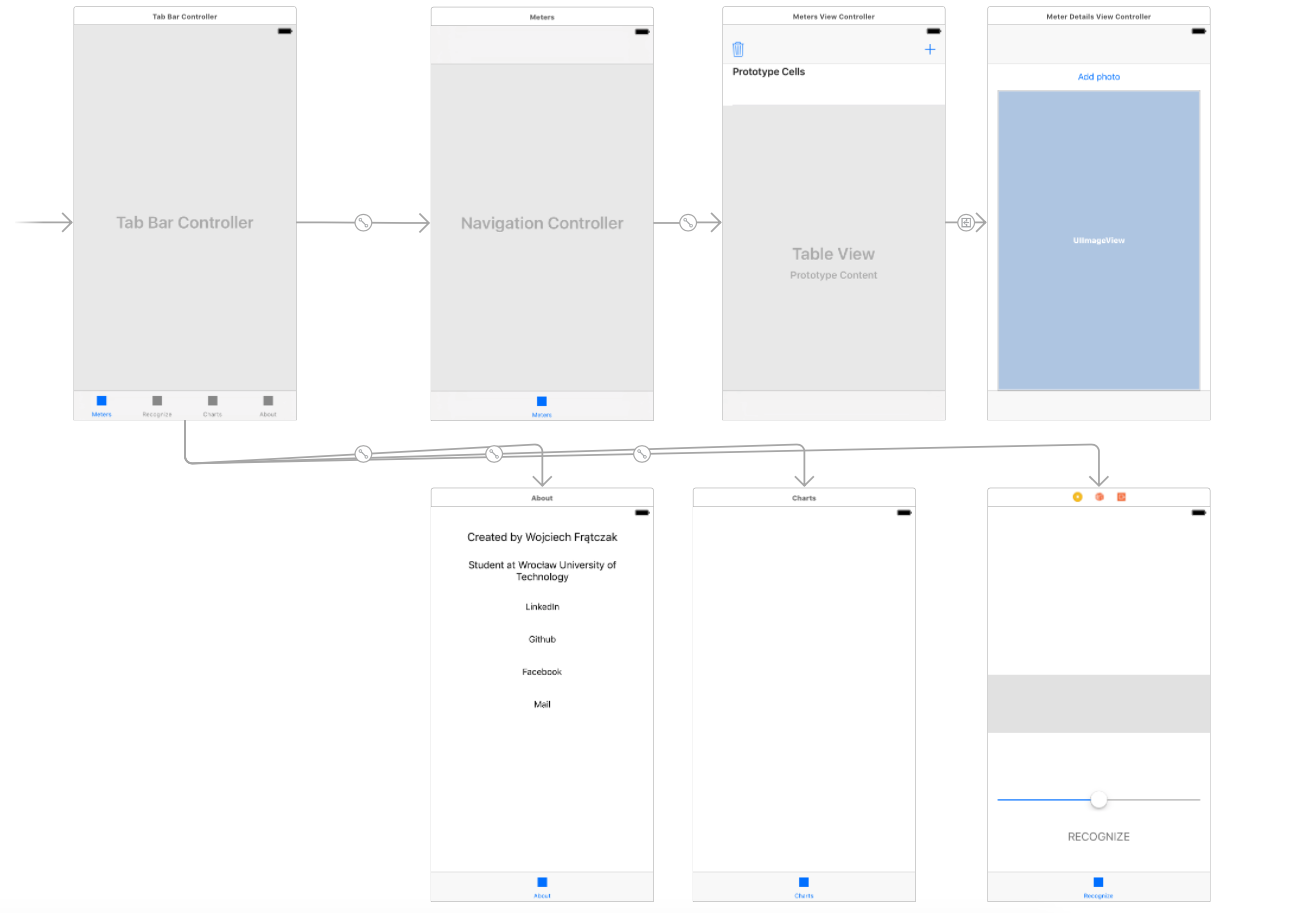 Tab Bar Controller
Meters
Meters View Controller
Meter Details View Controller
Prototype Cells
Add photo
Tab Bar Controller
Navigation Controller
Table View
Prototype Content
UIImageView
Meters
Recognize
Charts
About
Meters
About
Charts
Created by Wojciech Frątczak
Student at Wrocław University of
Technology
LinkedIn
Github
Facebook
Mail
RECOGNIZE
About
Charts
Recognize